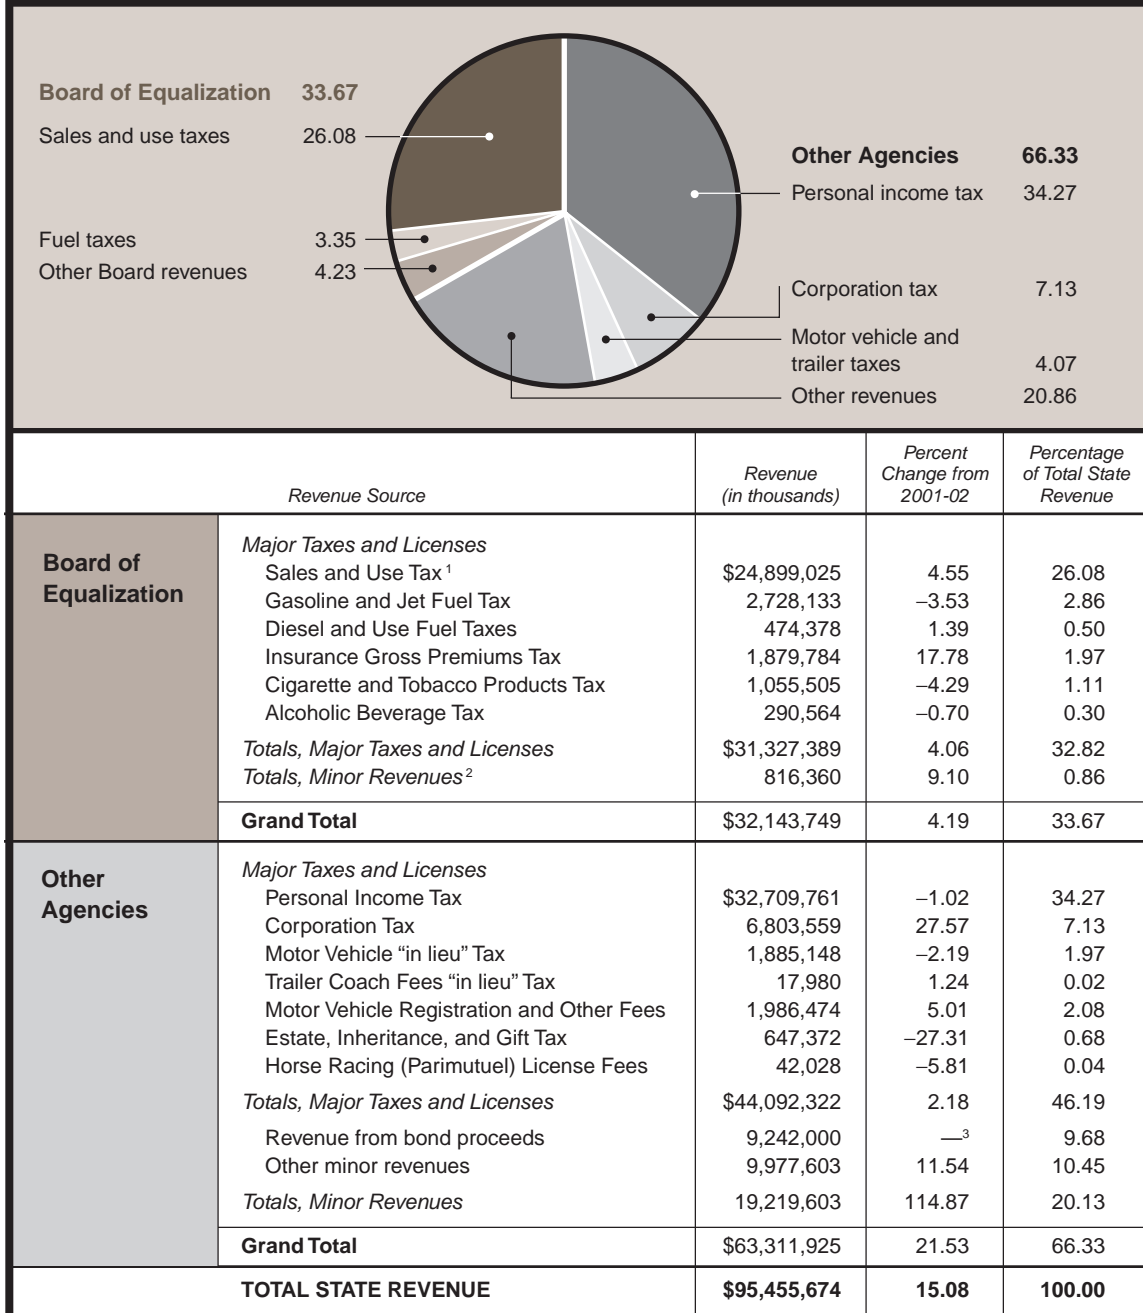 Board of Equalization 33.67
Sales and use taxes 26.08
Fuel taxes 3.35
Other Board revenues 4.23
Other Agencies 66.33
Personal income tax 34.27
Corporation tax 7.13
Motor vehicle and
trailer taxes 4.07
Other revenues 20.86
Revenue Source
Revenue
(in thousands)
Percent
Change from
2001-02
Percentage
of Total State
Revenue
Board of
Equalization
Major Taxes and Licenses
Sales and Use Tax 1 $24,899,025 4.55 26.08
Gasoline and Jet Fuel Tax 2,728,133 –3.53 2.86
Diesel and Use Fuel Taxes 474,378 1.39 0.50
Insurance Gross Premiums Tax 1,879,784 17.78 1.97
Cigarette and Tobacco Products Tax 1,055,505 –4.29 1.11
Alcoholic Beverage Tax 290,564 –0.70 0.30
Totals, Major Taxes and Licenses $31,327,389 4.06 32.82
Totals, Minor Revenues 2 816,360 9.10 0.86
Grand Total $32,143,749 4.19 33.67
Other
Agencies
Major Taxes and Licenses
Personal Income Tax $32,709,761 –1.02 34.27
Corporation Tax 6,803,559 27.57 7.13
Motor Vehicle “in lieu” Tax 1,885,148 –2.19 1.97
Trailer Coach Fees “in lieu” Tax 17,980 1.24 0.02
Motor Vehicle Registration and Other Fees 1,986,474 5.01 2.08
Estate, Inheritance, and Gift Tax 647,372 –27.31 0.68
Horse Racing (Parimutuel) License Fees 42,028 –5.81 0.04
Totals, Major Taxes and Licenses $44,092,322 2.18 46.19
Revenue from bond proceeds 9,242,000 —3 9.68
Other minor revenues 9,977,603 11.54 10.45
Totals, Minor Revenues 19,219,603 114.87 20.13
Grand Total $63,311,925 21.53 66.33
TOTAL STATE REVENUE $95,455,674 15.08 100.00